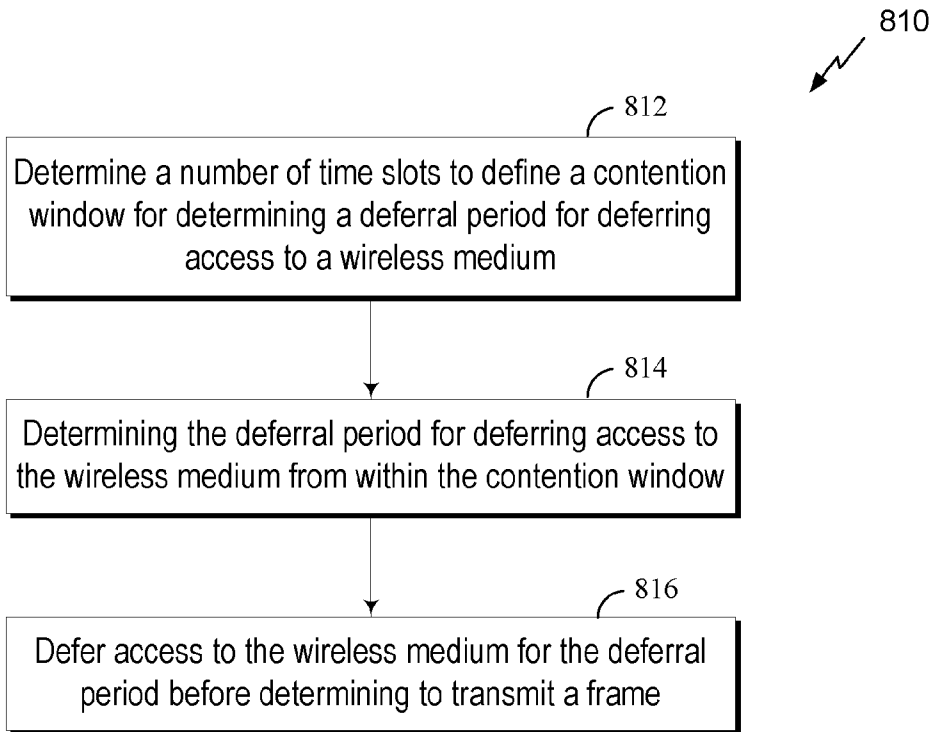 810
812
Determine a number of time slots to define a contention
window for determining a deferral period for deferring
access to a wireless medium
814
Determining the deferral period for deferring access to
the wireless medium from within the contention window
816
Defer access to the wireless medium for the deferral
period before determining to transmit a frame